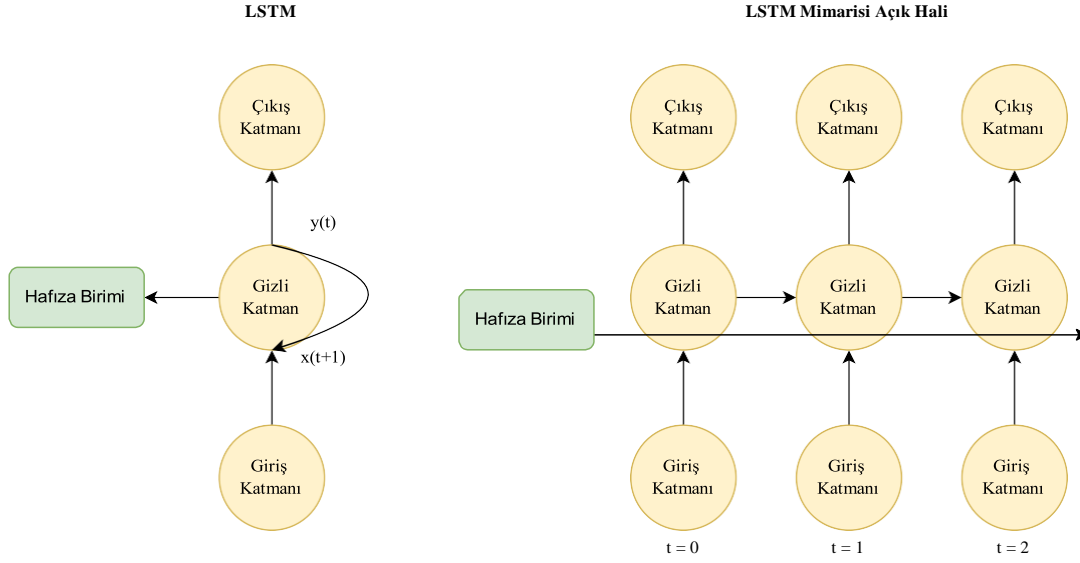 LSTM
Çıkış
Katmanı
y(t)
Hafıza Birimi
Gizli
Katman
x(t+1)
Giriş
Katmanı
LSTM Mimarisi Açık Hali
Çıkış
Katmanı
Çıkış
Katmanı
Çıkış
Katmanı
Hafıza Birimi
Gizli
Katman
Gizli
Katman
Gizli
Katman
Giriş
Katmanı
Giriş
Katmanı
Giriş
Katmanı
t = 0
t = 1
t = 2